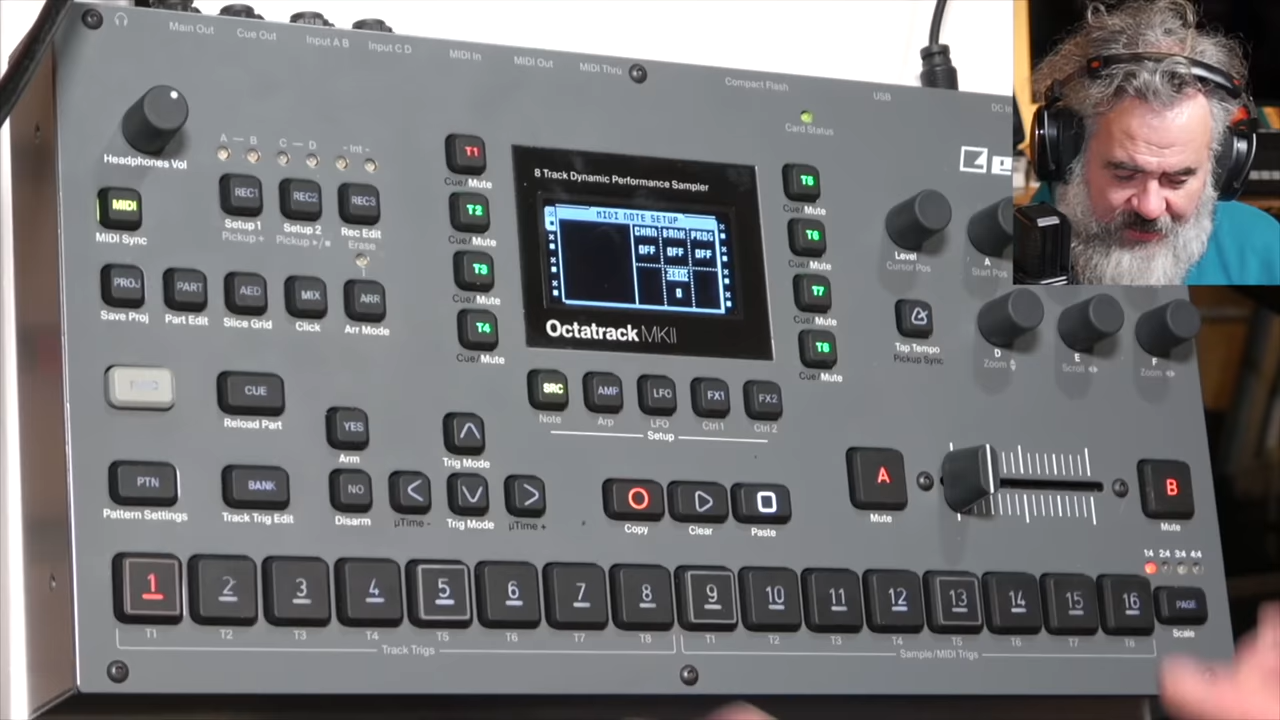 Main Out
Cue Out
Input A B
Input C D
MIDI In
MIDI Out
MIDI Thru
Compact Flash
USB
DC In
Card Status
Headphones Vol
A — B C — D - Int -
MIDI
MIDI Sync
REC1
Setup 1
Pickup +
REC2
Setup 2
Pickup ▸/■
REC3
Rec Edit
Erase
T1
Cue/Mute
T2
Cue/Mute
T3
Cue/Mute
T4
Cue/Mute
8 Track Dynamic Performance Sampler
MIDI NOTE SETUP
CHAN BANK PROG
OFF OFF OFF
SBNK
0
Octatrack MKII
T5
Cue/Mute
T6
Cue/Mute
T7
Cue/Mute
T8
Cue/Mute
Level
Cursor Pos
A
Start Pos
Tap Tempo
Pickup Sync
D
Zoom
E
Scroll
F
Zoom
PROJ
Save Proj
PART
Part Edit
AED
Slice Grid
MIX
Click
ARR
Arr Mode
FUNC
CUE
Reload Part
YES
Arm
NO
Disarm
SRC AMP LFO FX1 FX2
Note Arp LFO Ctrl 1 Ctrl 2
Setup
Trig Mode
µTime -
Trig Mode
µTime +
PTN
Pattern Settings
BANK
Track Trig Edit
Copy
Clear
Paste
A
Mute
B
Mute
1:4 2:4 3:4 4:4
PAGE
Scale
1 2 3 4 5 6 7 8 9 10 11 12 13 14 15 16
T1 T2 T3 T4 T5 T6 T7 T8 T1 T2 T3 T4 T5 T6 T7 T8
Track Trigs
Sample/MIDI Trigs